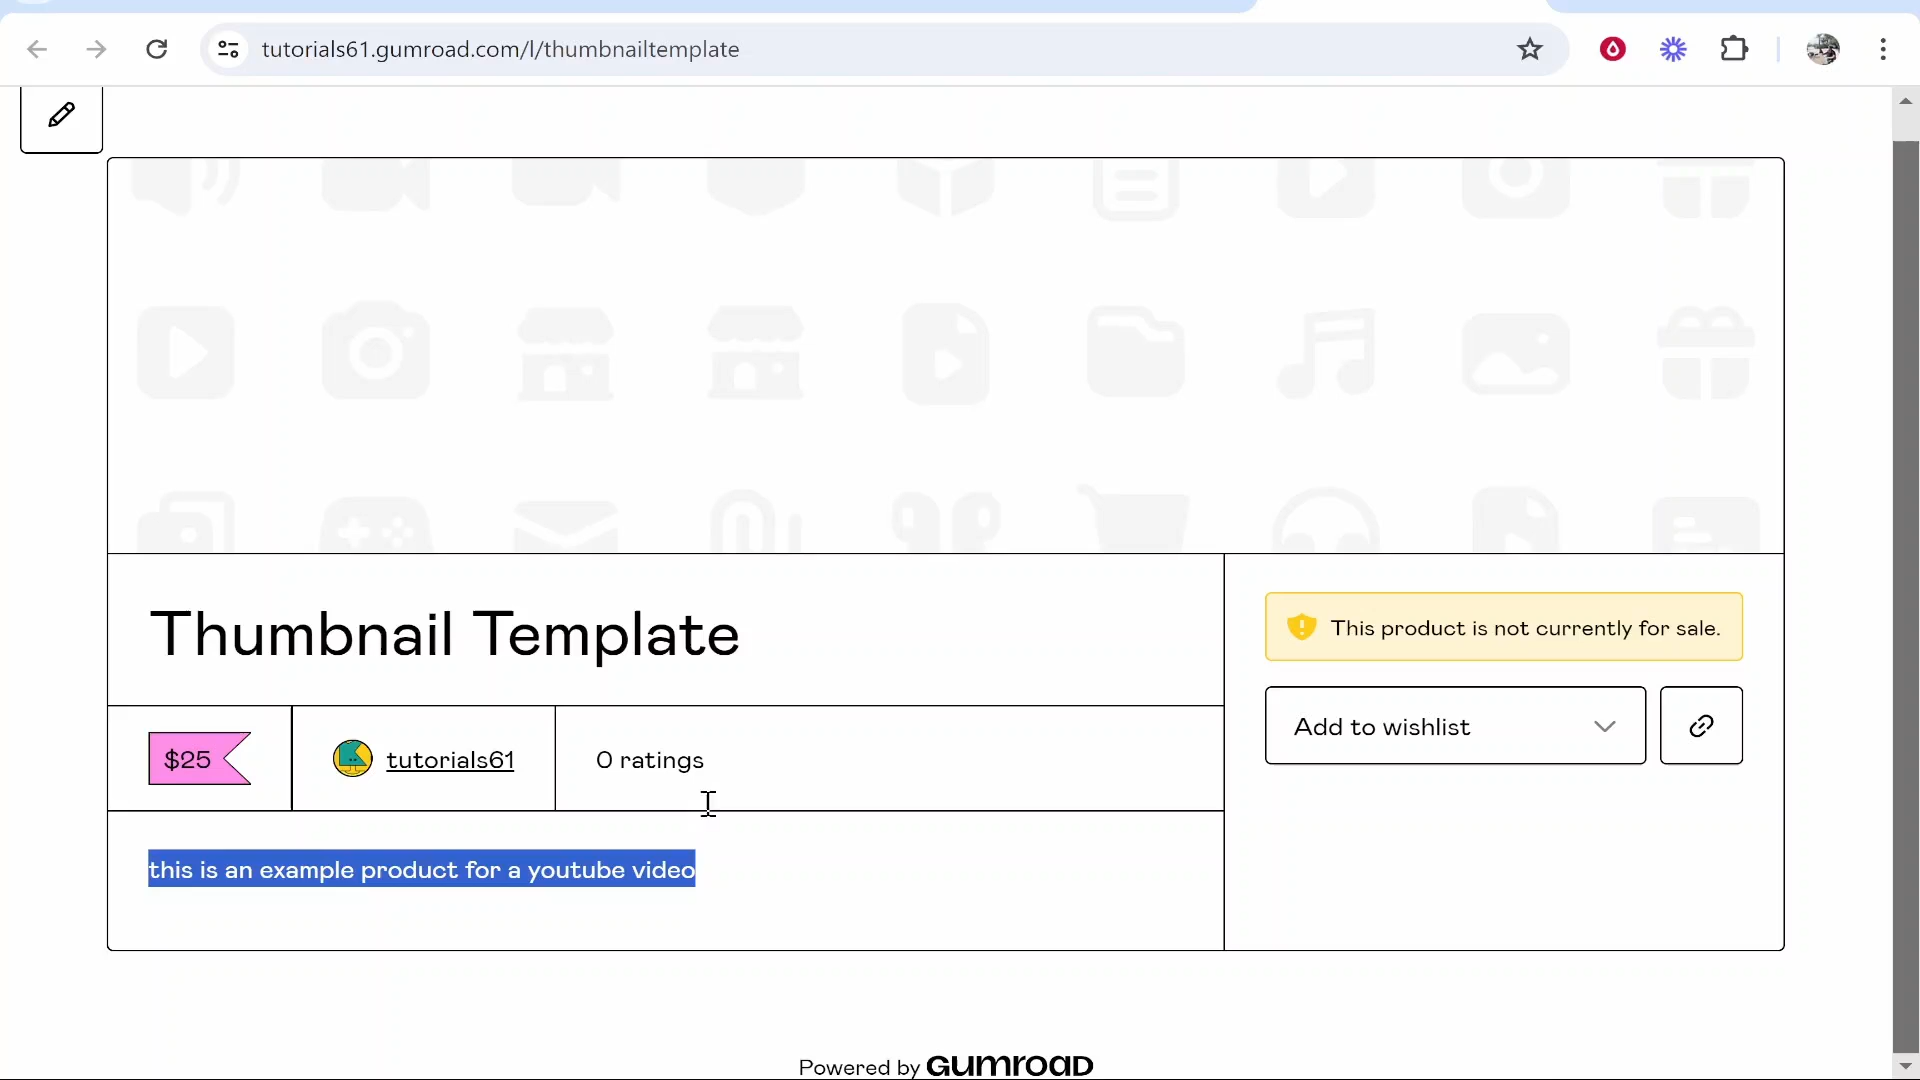 tutorials61.gumroad.com/l/thumbnailtemplate
Thumbnail Template
This product is not currently for sale.
Add to wishlist
$25
tutorials61
0 ratings
this is an example product for a youtube video
Powered by GUMROAD